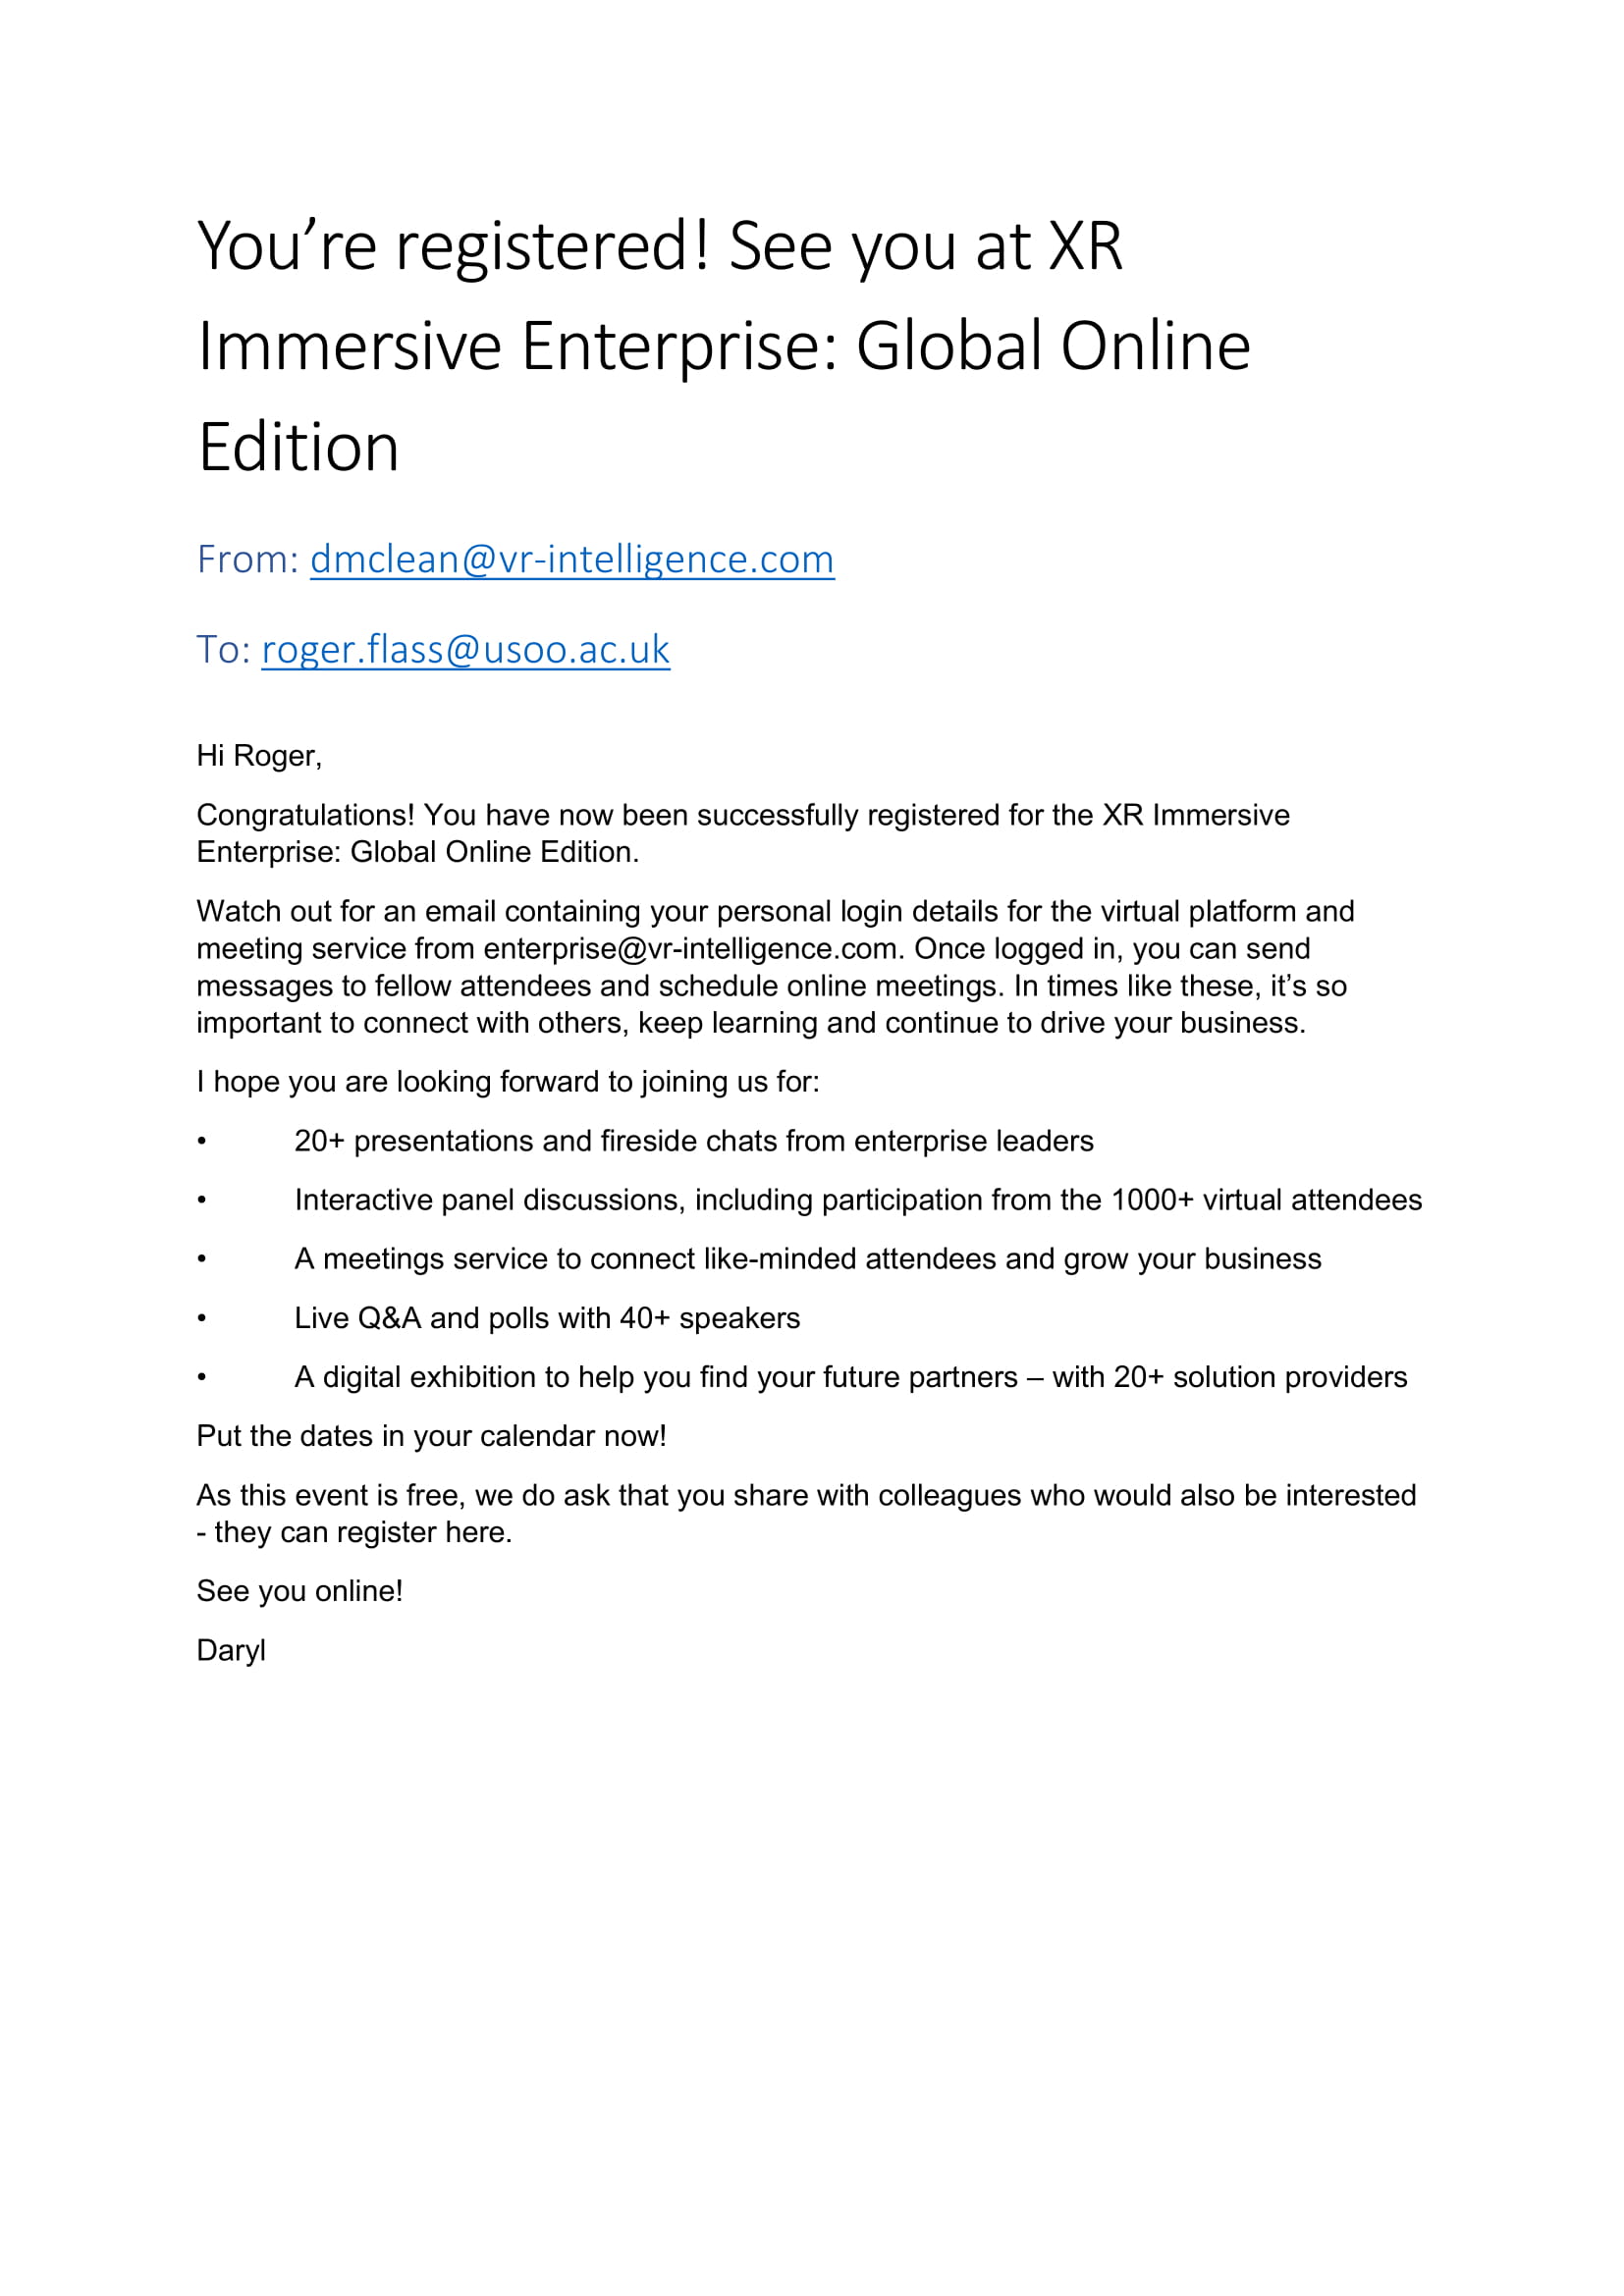 You’re registered! See you at XR
Immersive Enterprise: Global Online
Edition
From: dmclean@vr-intelligence.com
To: roger.flass@usoo.ac.uk
Hi Roger,
Congratulations! You have now been successfully registered for the XR Immersive
Enterprise: Global Online Edition.
Watch out for an email containing your personal login details for the virtual platform and
meeting service from enterprise@vr-intelligence.com. Once logged in, you can send
messages to fellow attendees and schedule online meetings. In times like these, it’s so
important to connect with others, keep learning and continue to drive your business.
I hope you are looking forward to joining us for:
• 20+ presentations and fireside chats from enterprise leaders
• Interactive panel discussions, including participation from the 1000+ virtual attendees
• A meetings service to connect like-minded attendees and grow your business
• Live Q&A and polls with 40+ speakers
• A digital exhibition to help you find your future partners – with 20+ solution providers
Put the dates in your calendar now!
As this event is free, we do ask that you share with colleagues who would also be interested
- they can register here.
See you online!
Daryl